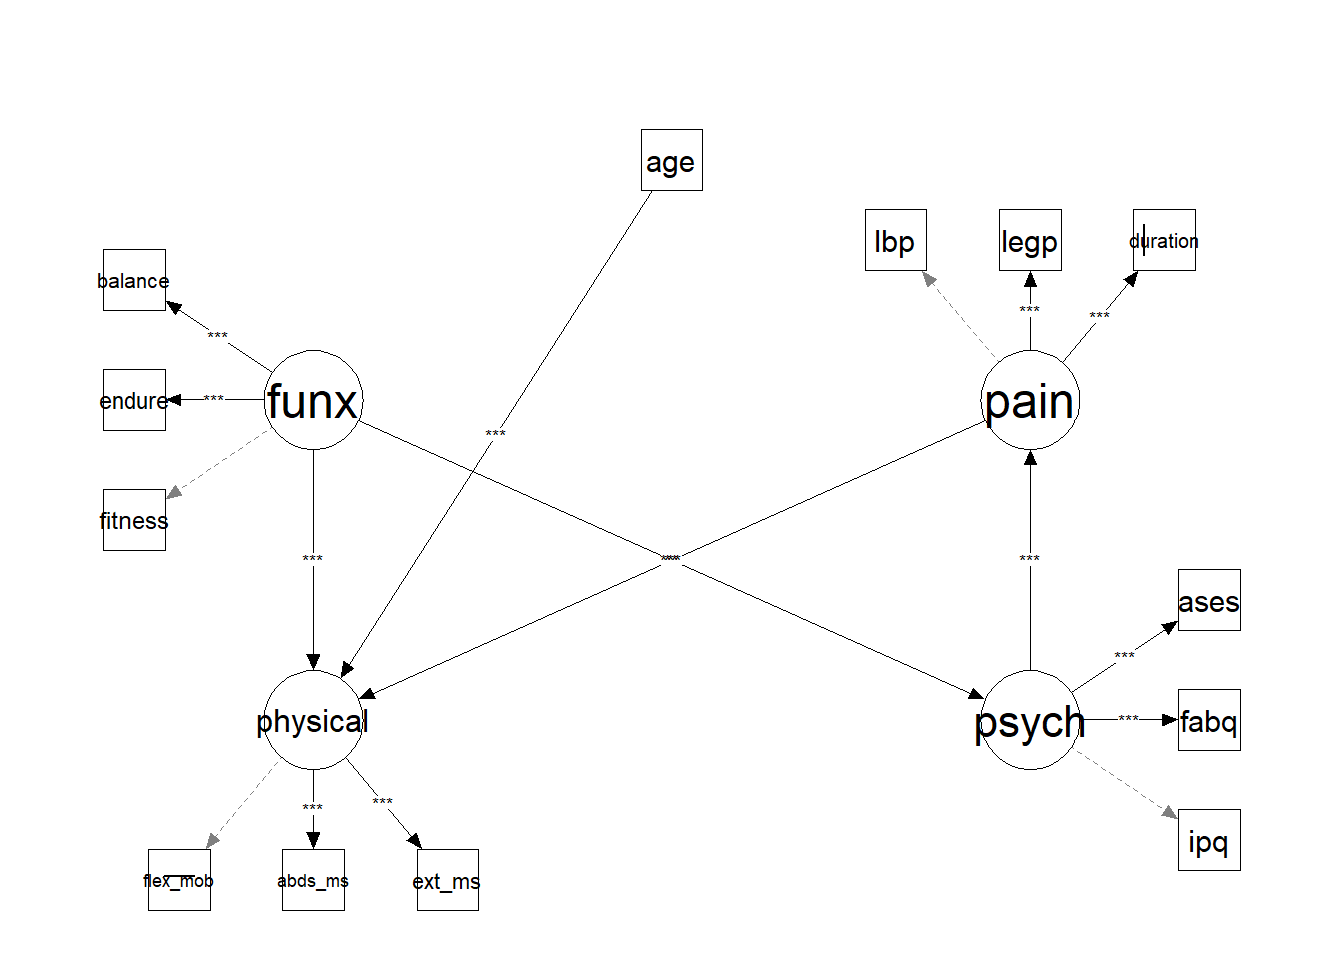 age
lbp
legp
duration
balance
***
***
***
endure
***
funx
pain
***
fitness
***
***
***
***
ases
***
physical
psych
***
fabq
***
***
ipq
flex_mob
abds_ms
ext_ms